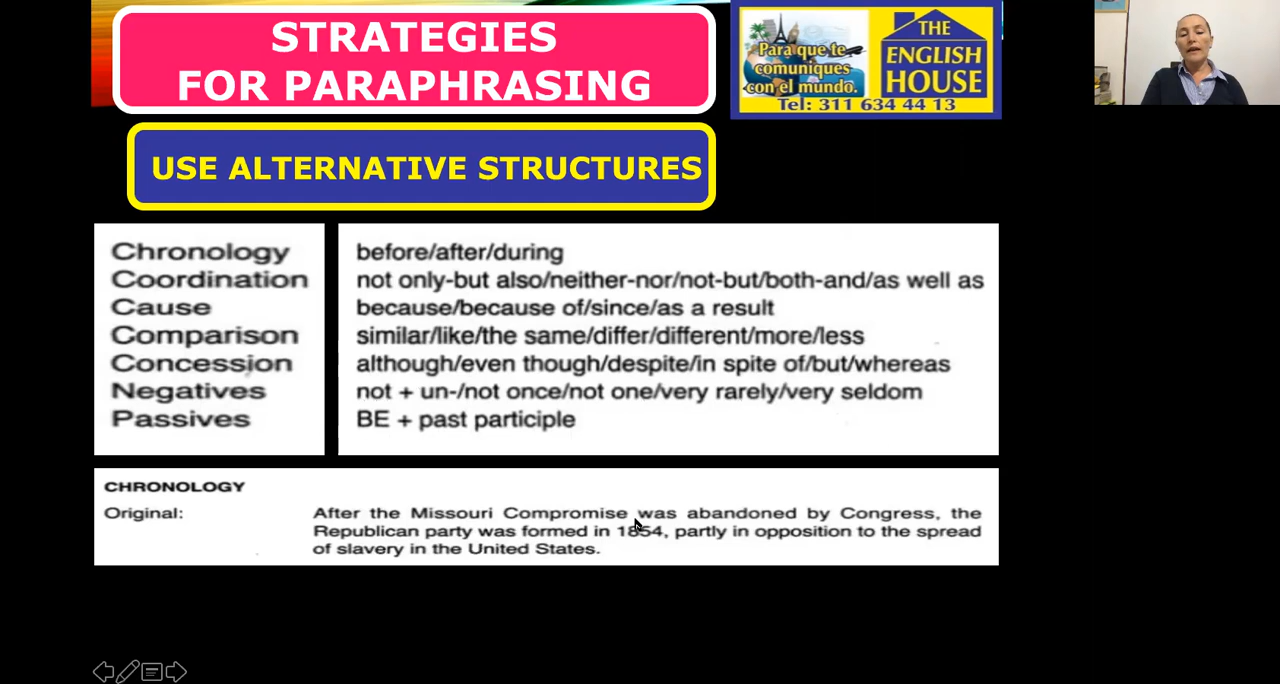 STRATEGIES
FOR PARAPHRASING
Para que te
comuniques
con el mundo.
THE
ENGLISH
HOUSE
Tel: 311 634 44 13
USE ALTERNATIVE STRUCTURES
Chronology before/after/during
Coordination not only-but also/neither-nor/not-but/both-and/as well as
Cause because/because of/since/as a result
Comparison similar/like/the same/differ/different/more/less
Concession although/even though/despite/in spite of/but/whereas
Negatives not + un-/not once/not one/very rarely/very seldom
Passives BE + past participle
CHRONOLOGY
Original: After the Missouri Compromise was abandoned by Congress, the
Republican party was formed in 1854, partly in opposition to the spread
of slavery in the United States.